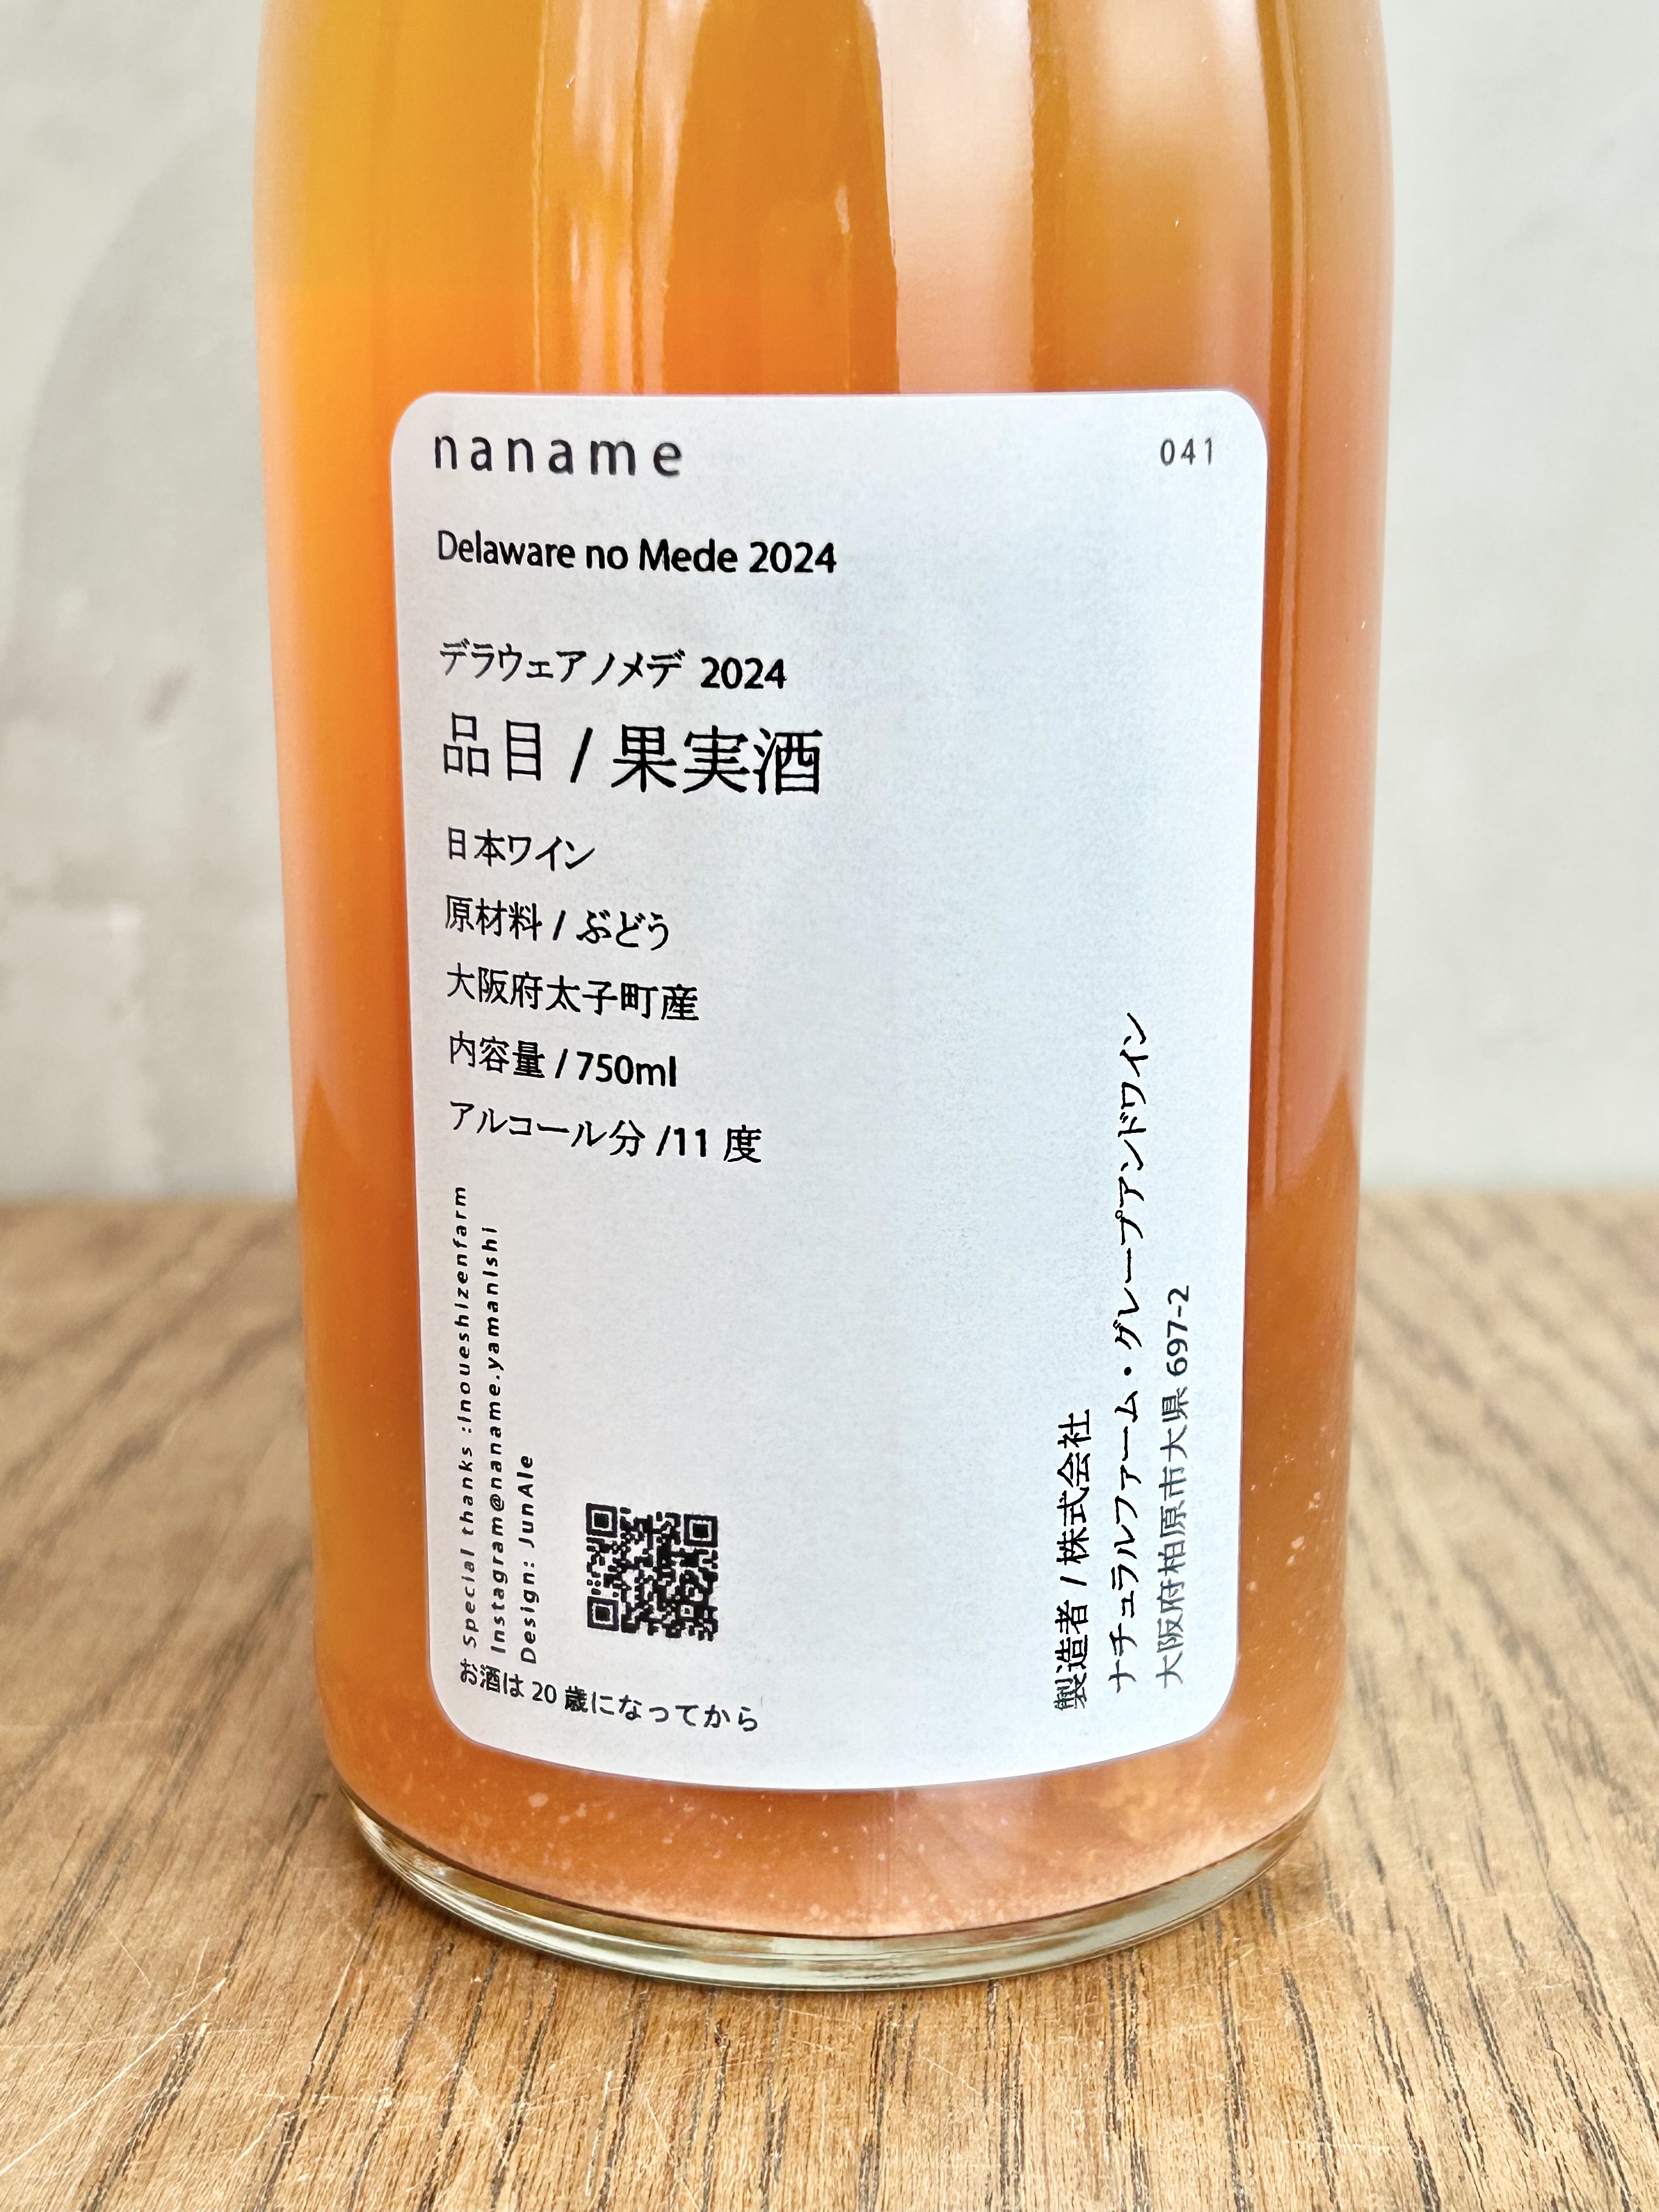 naname
041
Delaware no Mede 2024
デラウェアノメデ 2024
品目 / 果実酒
日本ワイン
原材料 / ぶどう
大阪府太子町産
内容量 / 750ml
アルコール分 /11 度
Special thanks :Inoueshizenfarm
Instagram@naname.yamanishi
Design: JunAle
お酒は 20 歳になってから
製造者 / 株式会社
ナチュラルファーム・グレープアンドワイン
大阪府柏原市大県 697-2